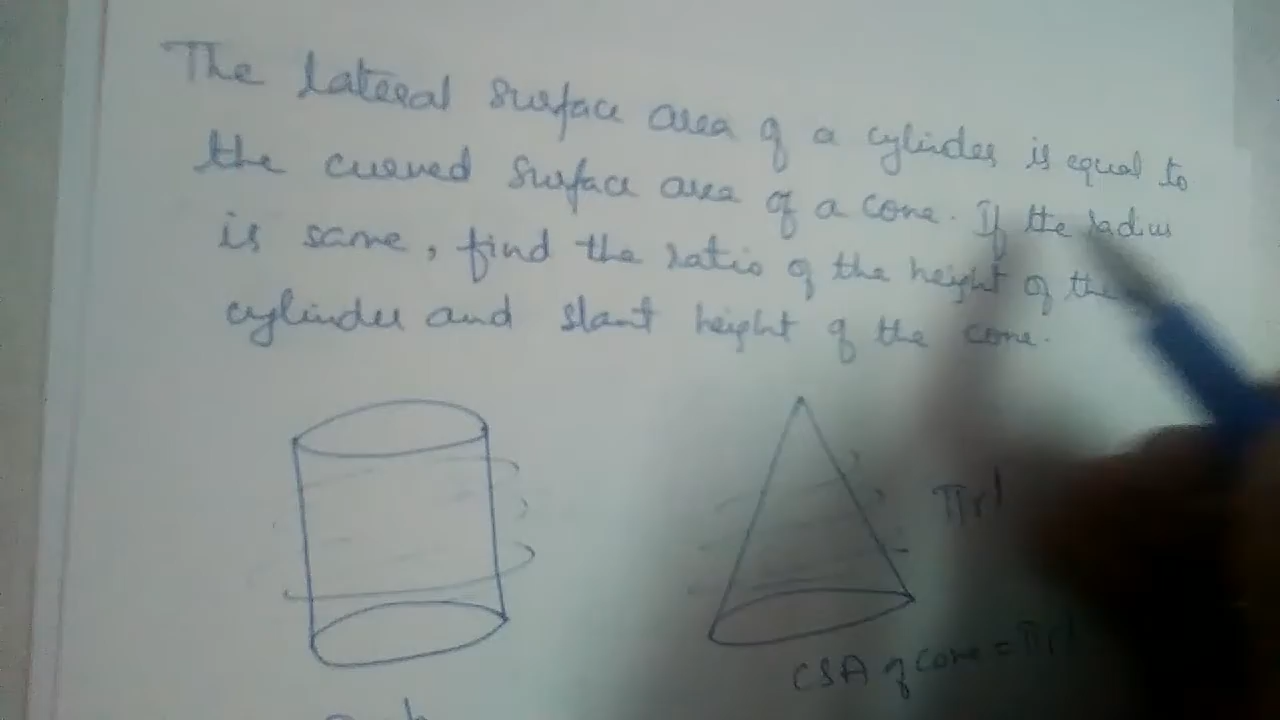 The lateral surface area of a cylinder is equal to
the curved surface area of a cone. If the radius
is same, find the ratio of the height of the
cylinder and slant height of the cone.
πrl
CSA of cone = πrl